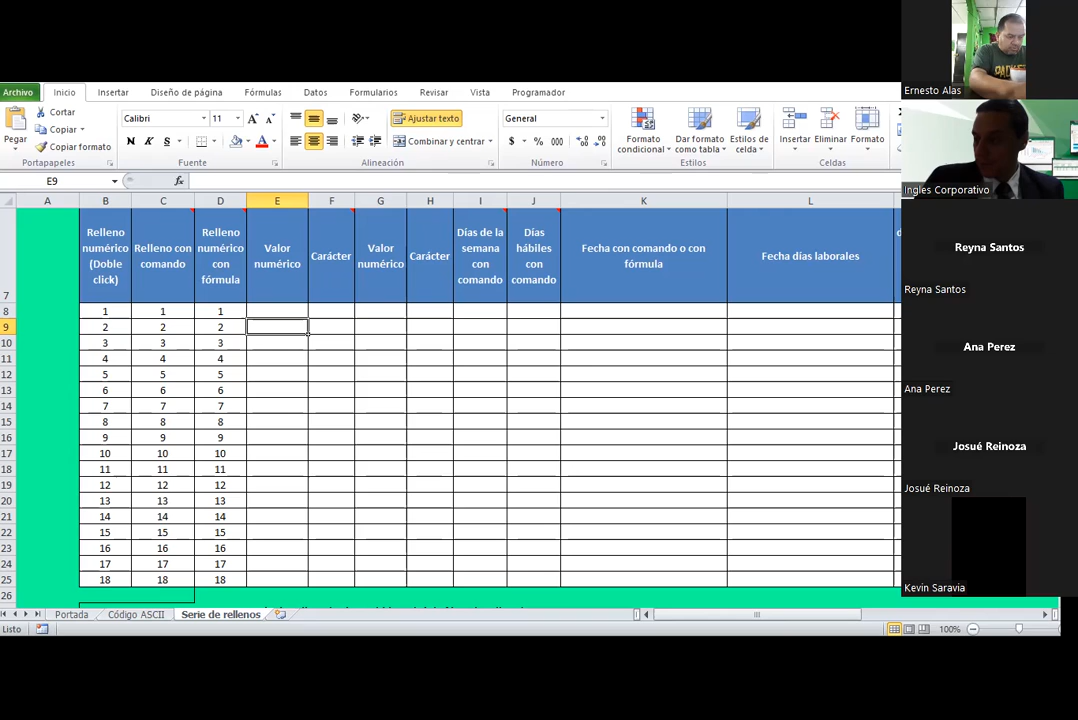 Archivo Inicio Insertar Diseño de página Fórmulas Datos Formularios Revisar Vista Programador
Pegar
Cortar
Copiar
Copiar formato
Portapapeles
Calibri 11
N K S
Fuente
Ajustar texto
Combinar y centrar
Alineación
General
$ % 000
Número
Formato condicional
Dar formato como tabla
Estilos de celda
Estilos
Insertar Eliminar Formato
Celdas
E9 fx
A B C D E F G H I J K L
7
Relleno numérico (Doble click)
Relleno con comando
Relleno numérico con fórmula
Valor numérico
Carácter
Valor numérico
Carácter
Días de la semana con comando
Días hábiles con comando
Fecha con comando o con fórmula
Fecha días laborales
8 1 1 1
9 2 2 2
10 3 3 3
11 4 4 4
12 5 5 5
13 6 6 6
14 7 7 7
15 8 8 8
16 9 9 9
17 10 10 10
18 11 11 11
19 12 12 12
20 13 13 13
21 14 14 14
22 15 15 15
23 16 16 16
24 17 17 17
25 18 18 18
26
Portada Código ASCII Serie de rellenos
Listo 100%
Ernesto Alas
Ingles Corporativo
Reyna Santos
Reyna Santos
Ana Perez
Ana Perez
Josué Reinoza
Josué Reinoza
Kevin Saravia